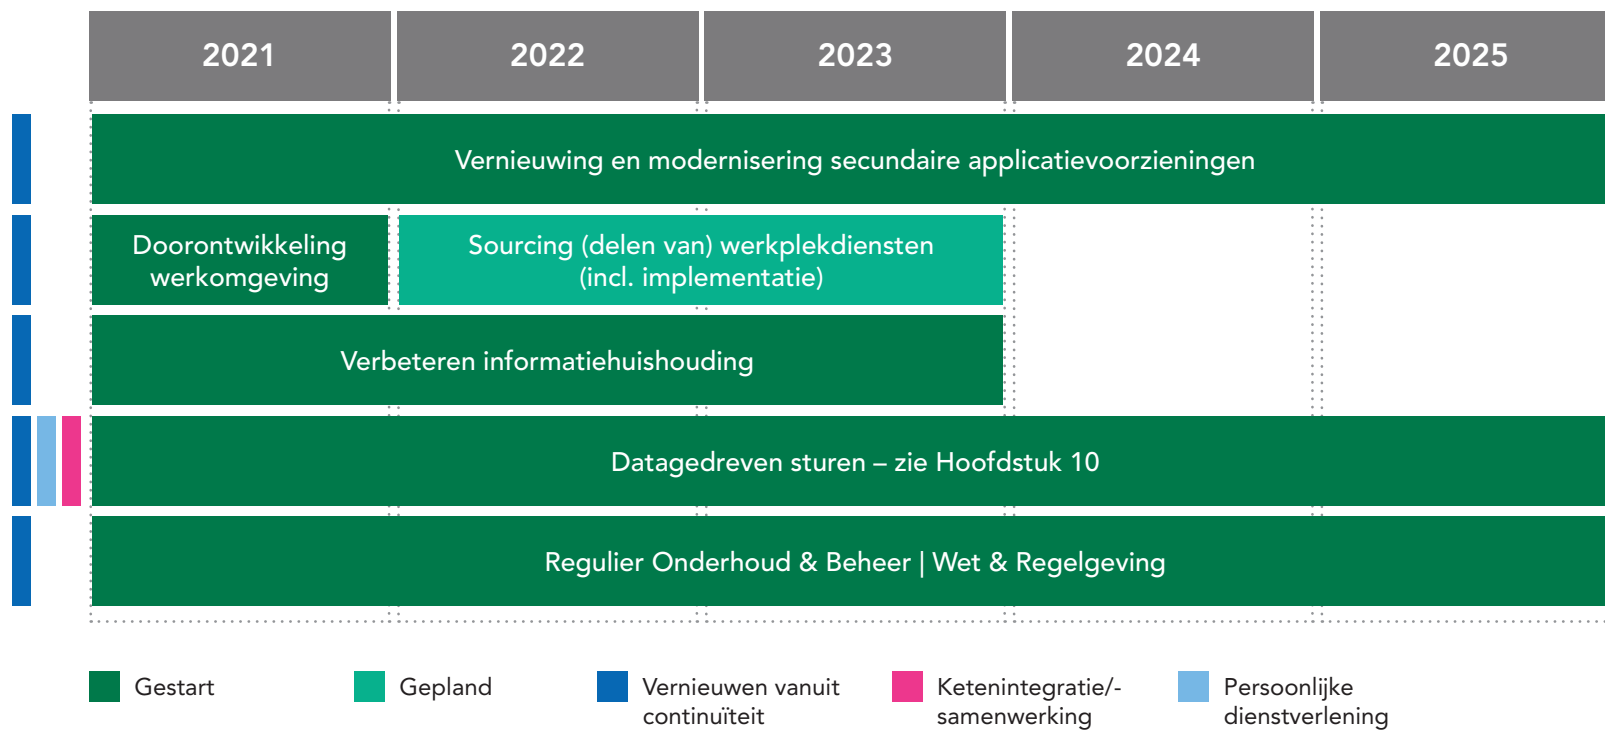 2021
2022
2023
2024
2025
Vernieuwing en modernisering secundaire applicatievoorzieningen
Doorontwikkeling
werkomgeving
Sourcing (delen van) werkplekdiensten
(incl. implementatie)
Verbeteren informatiehuishouding
Datagedreven sturen – zie Hoofdstuk 10
Regulier Onderhoud & Beheer | Wet & Regelgeving
Gestart
Gepland
Vernieuwen vanuit
continuïteit
Ketenintegratie/-
samenwerking
Persoonlijke
dienstverlening